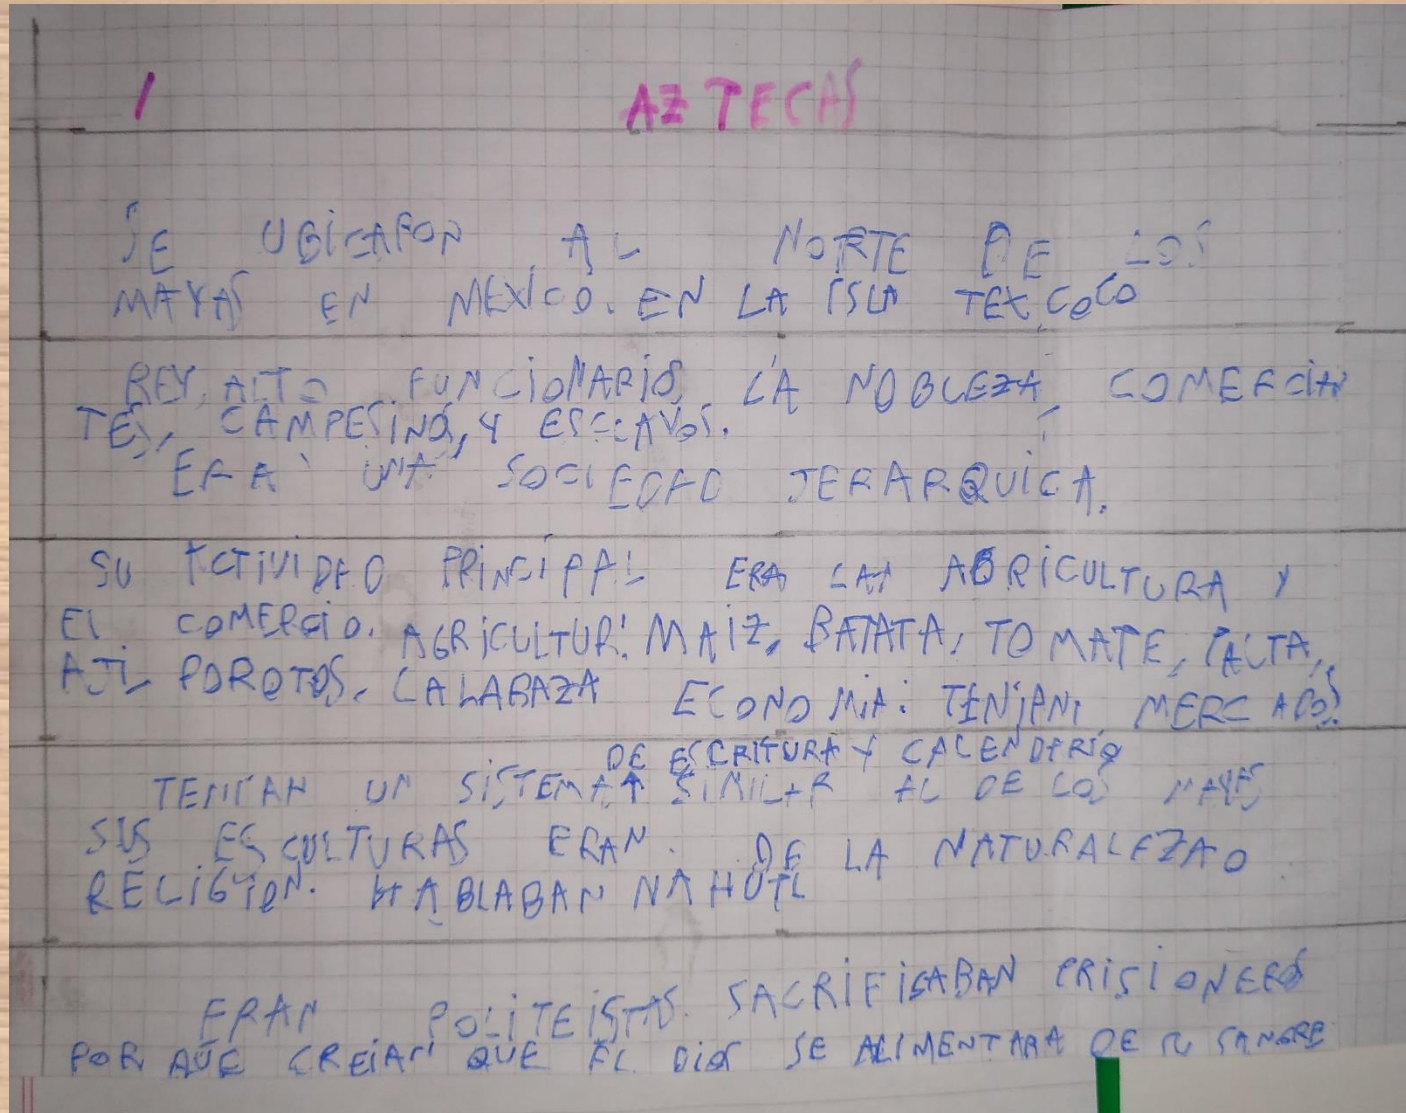 1 AZTECAS
SE UBICARON AL NORTE DE LOS
MAYAS EN MEXICO. EN LA ISLA TEXCOCO
REY, ALTO FUNCIONARIOS, LA NOBLEZA, COMERCIAN
TES, CAMPESINOS, Y ESCLAVOS.
ERA UNA SOCIEDAD JERARQUICA.
SU ACTIVIDAD PRINCIPAL ERA LA AGRICULTURA Y
EL COMERCIO. AGRICULTUR: MAIZ, BATATA, TOMATE, PALTA,
AJI, POROTOS, CALABAZA ECONOMIA: TENIAN MERCADOS.
DE ESCRITURA Y CALENDARIO
TENIAN UN SISTEMA ↑ SIMILAR AL DE LOS MAYAS
SUS ESCULTURAS ERAN DE LA NATURALEZA O
RELIGION. HABLABAN NAHUTL
ERAN POLITEISTAS. SACRIFICABAN PRISIONEROS
POR QUE CREIAN QUE EL DIOS SE ALIMENTARA DE SU SANGRE